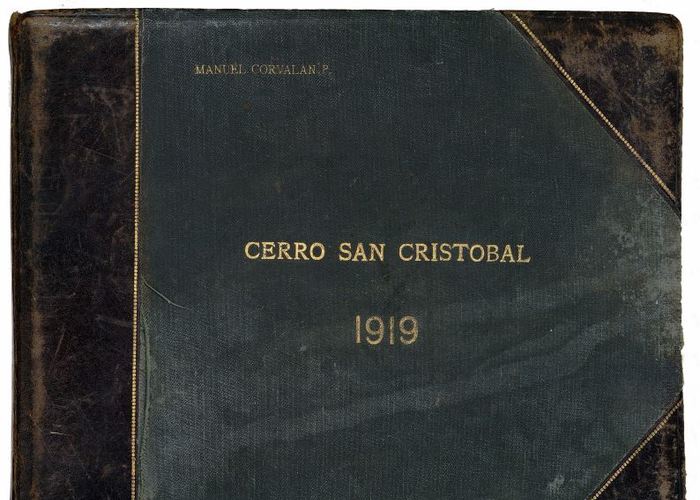 MANUEL CORVALAN P.
CERRO SAN CRISTOBAL
1919